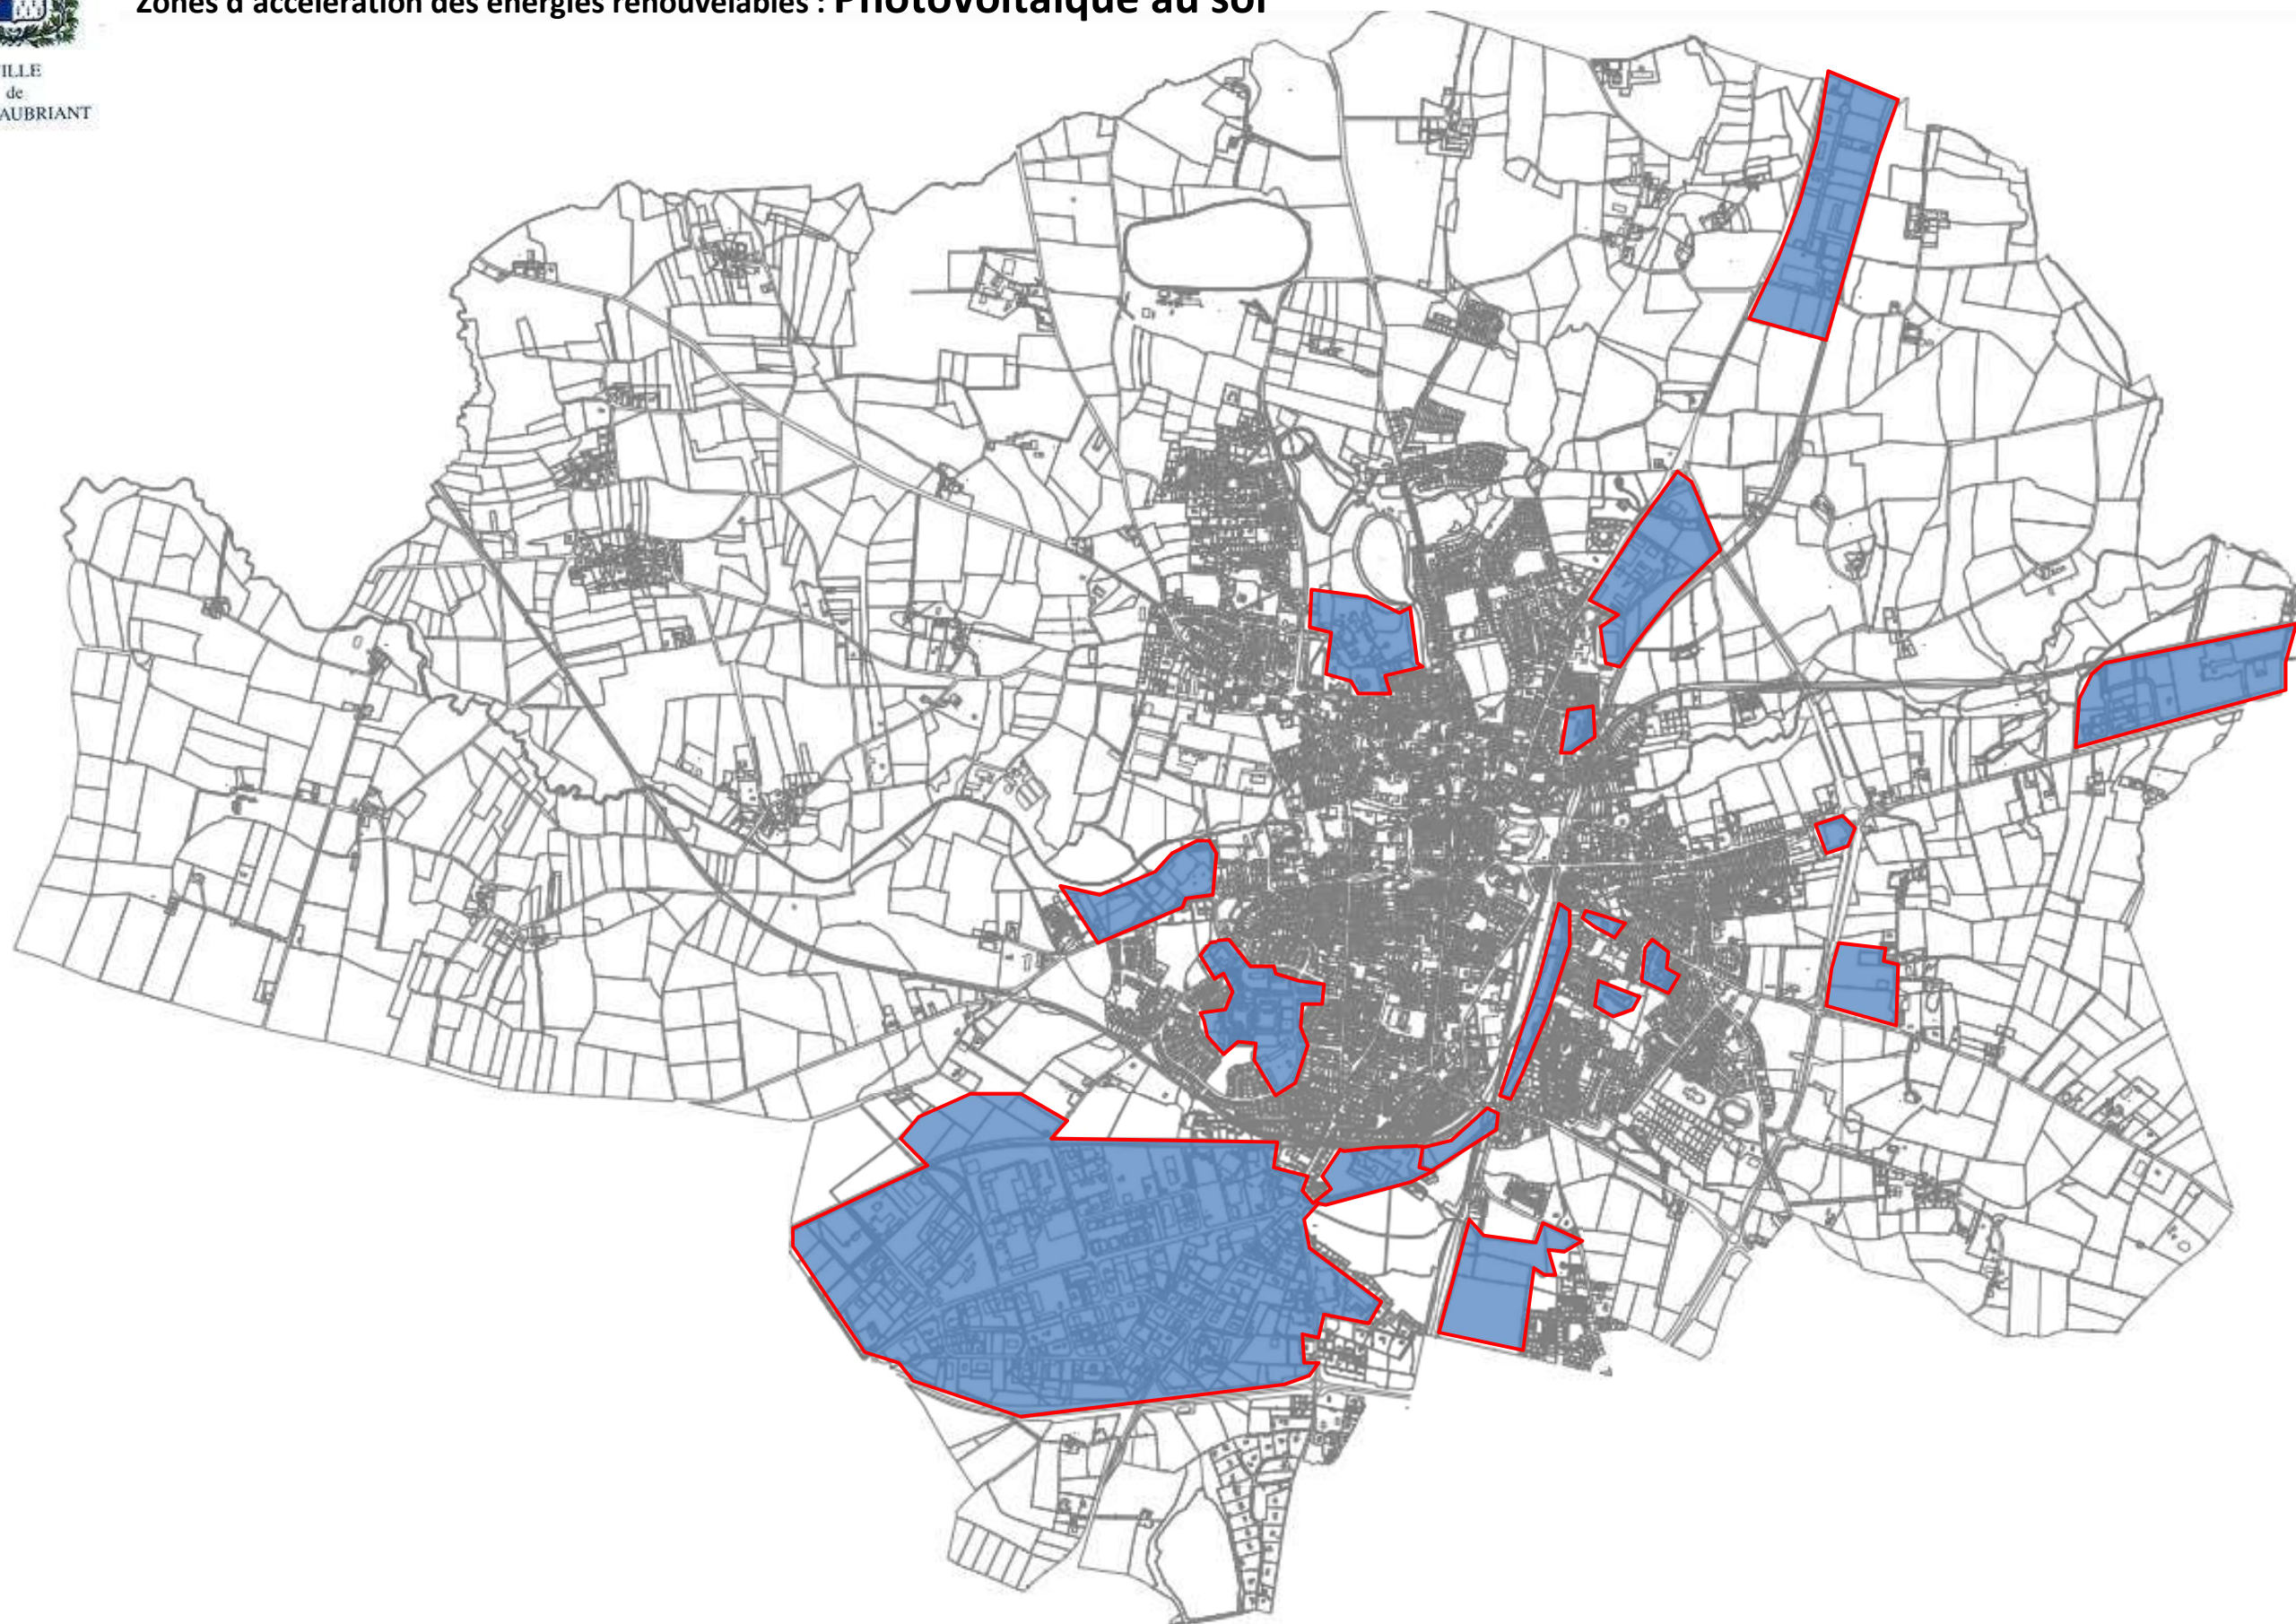 Zones d'accélération des énergies renouvelables : Photovoltaïque au sol
ILLE
de
AUBRIANT